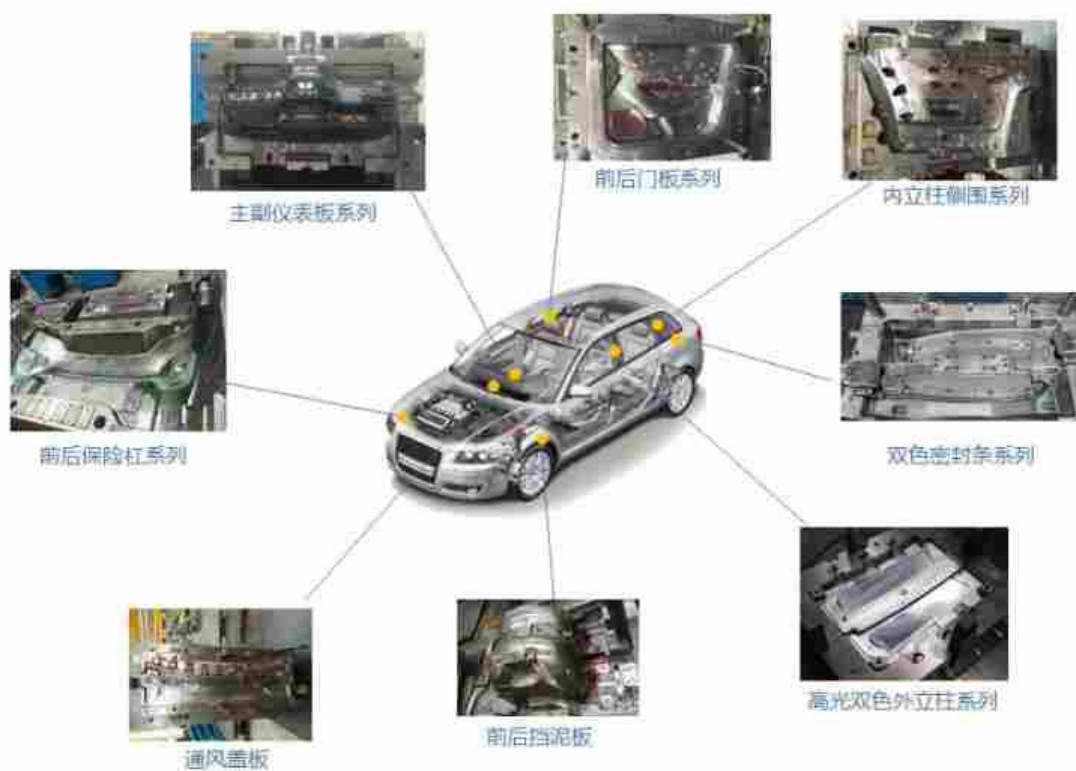 主副仪表板系列
前后门板系列
内立柱侧围系列
前后保险杠系列
双色密封条系列
通风盖板
前后挡泥板
高光双色外立柱系列